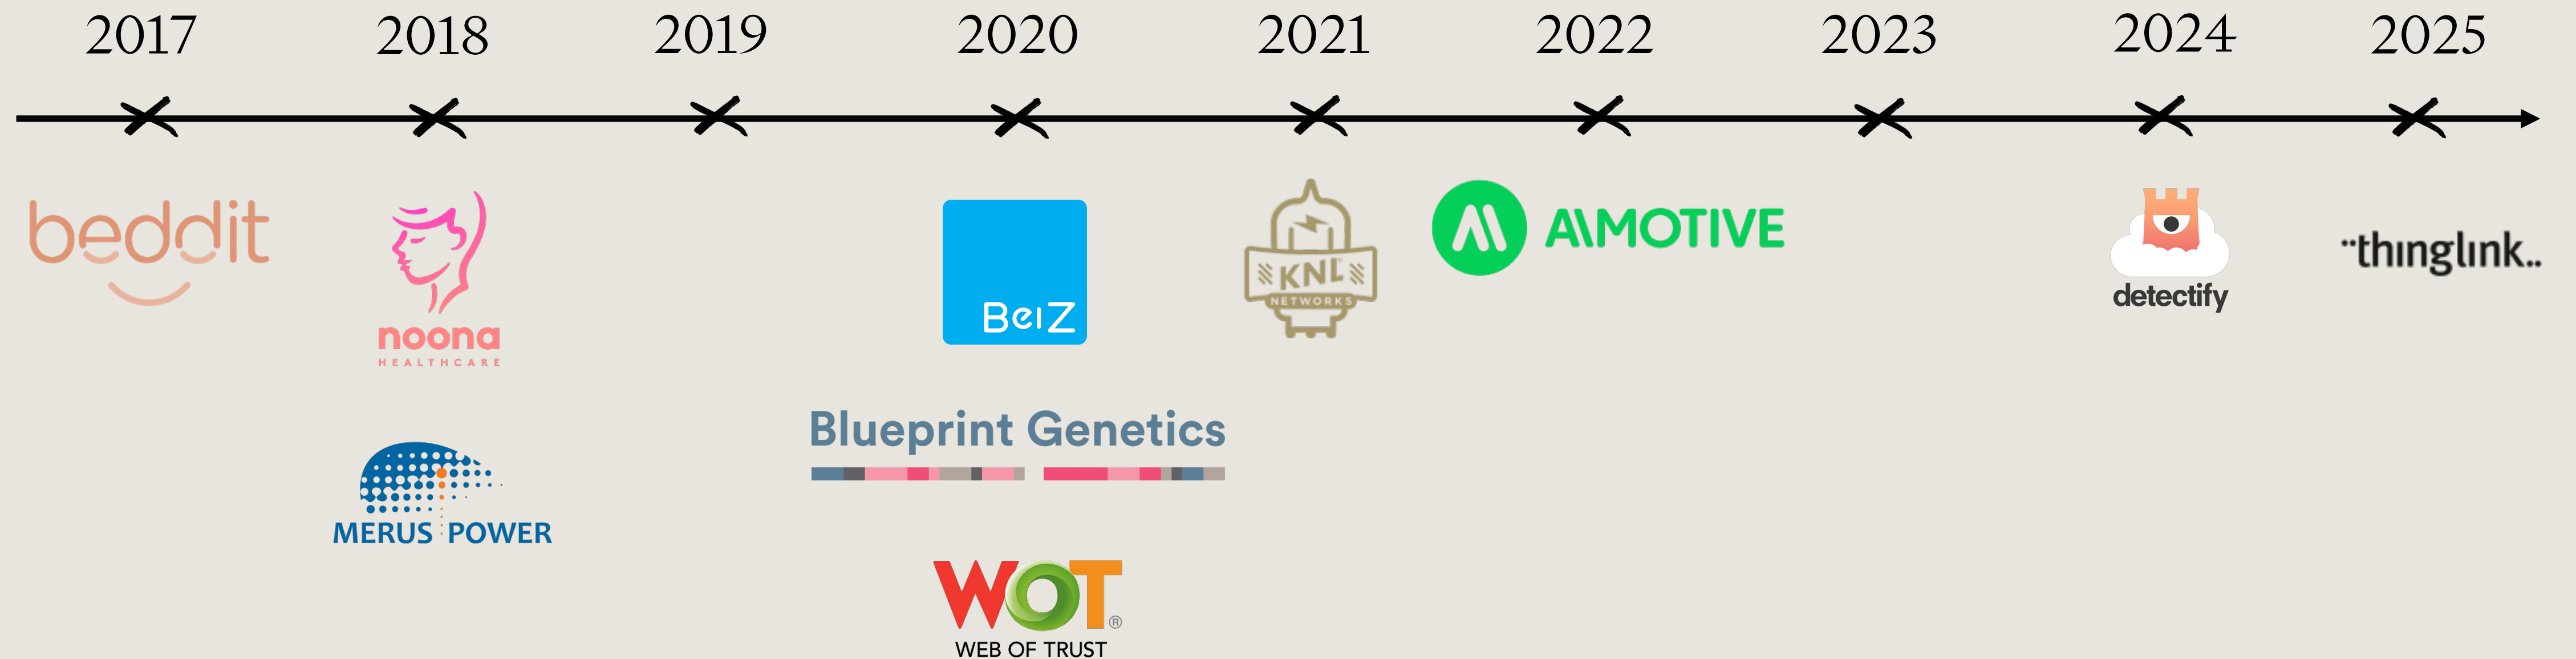 2017 2018 2019 2020 2021 2022 2023 2024 2025
beddit
noona
HEALTHCARE
MERUS POWER
BeiZ
Blueprint Genetics
WOT®
WEB OF TRUST
KNL
NETWORKS
AIMOTIVE
detectify
¨thinglink..